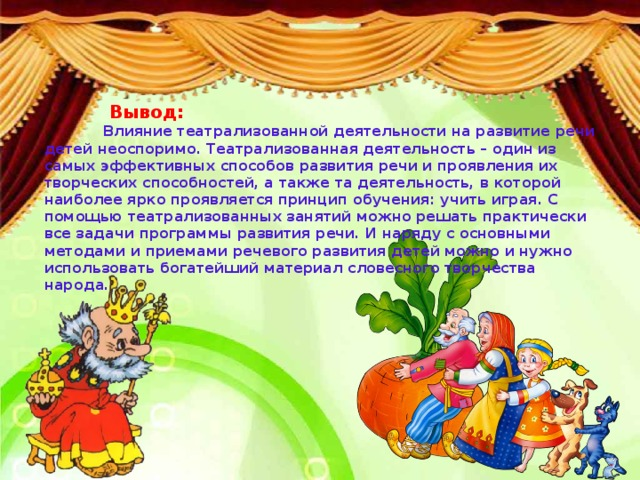 Вывод:
Влияние театрализованной деятельности на развитие речи
детей неоспоримо. Театрализованная деятельность – один из
самых эффективных способов развития речи и проявления их
творческих способностей, а также та деятельность, в которой
наиболее ярко проявляется принцип обучения: учить играя. С
помощью театрализованных занятий можно решать практически
все задачи программы развития речи. И наряду с основными
методами и приемами речевого развития детей можно и нужно
использовать богатейший материал словесного творчества
народа.